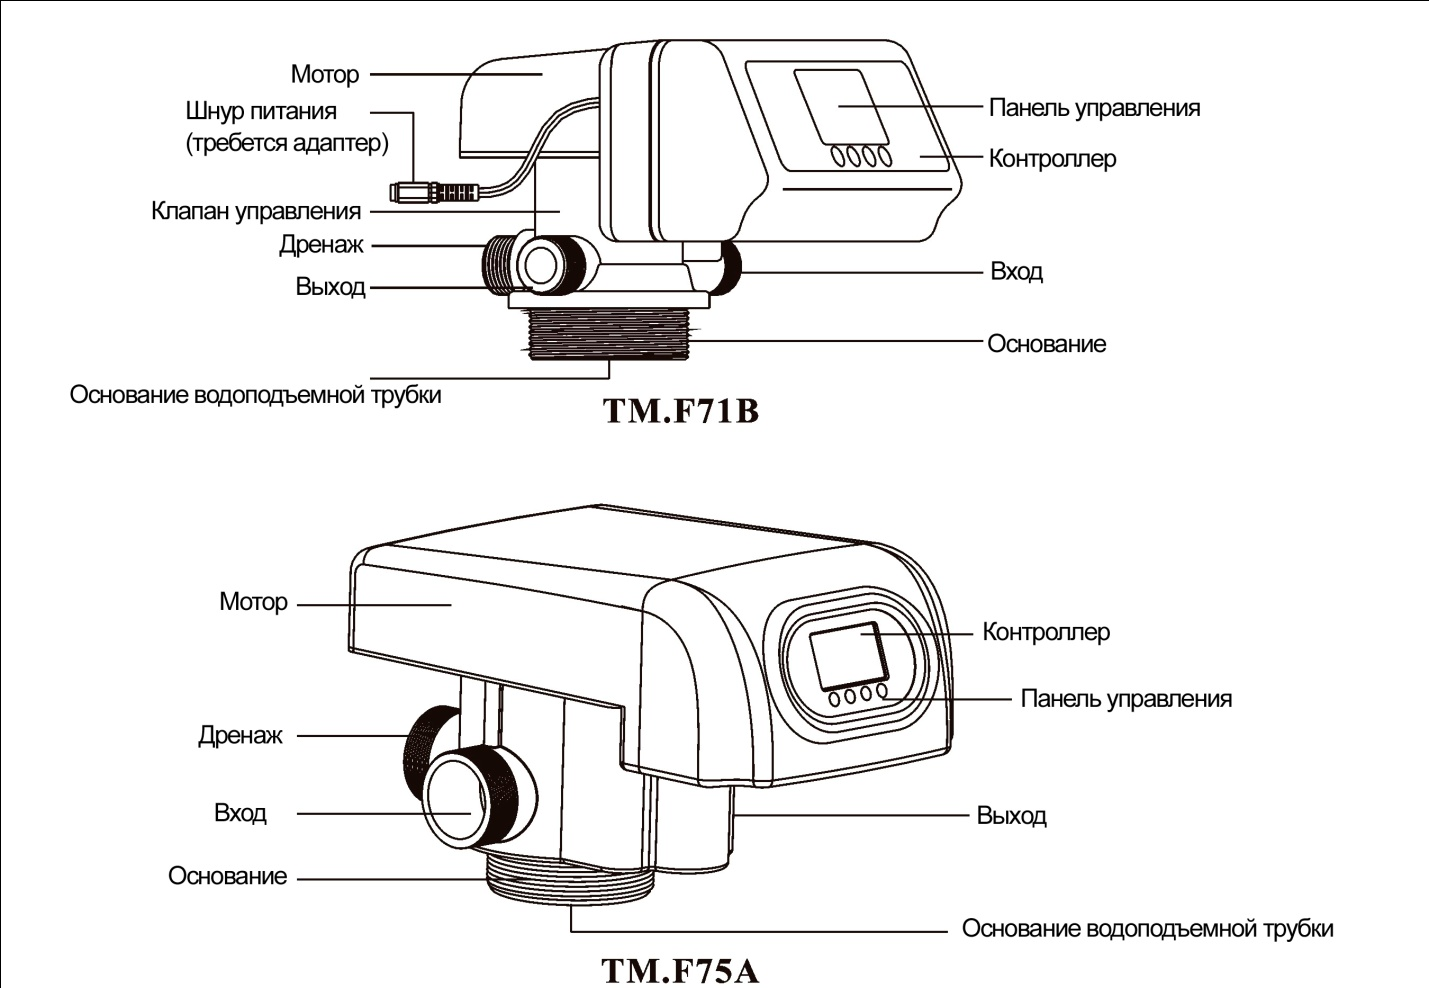 Мотор
Шнур питания
(требется адаптер)
Клапан управления
Дренаж
Выход
Основание водоподъемной трубки
Панель управления
Контроллер
Вход
Основание
TM.F71B
Мотор
Дренаж
Вход
Основание
Контроллер
Панель управления
Выход
Основание водоподъемной трубки
TM.F75A